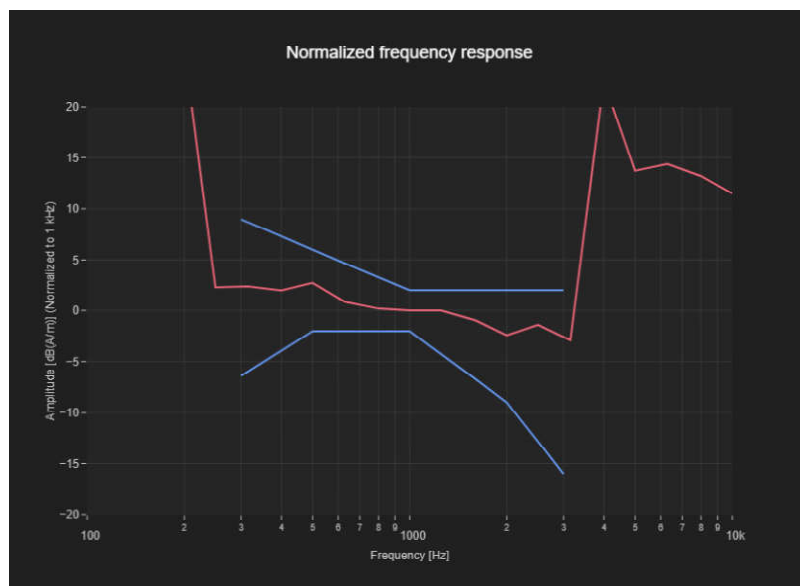 Normalized frequency response
Amplitude [dB(A/m)] (Normalized to 1 kHz)
20
15
10
5
0
−5
−10
−15
−20
100 2 3 4 5 6 7 8 9 1000 2 3 4 5 6 7 8 9 10k
Frequency [Hz]